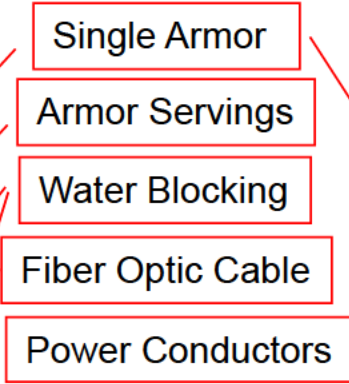 Single Armor
Armor Servings
Water Blocking
Fiber Optic Cable
Power Conductors